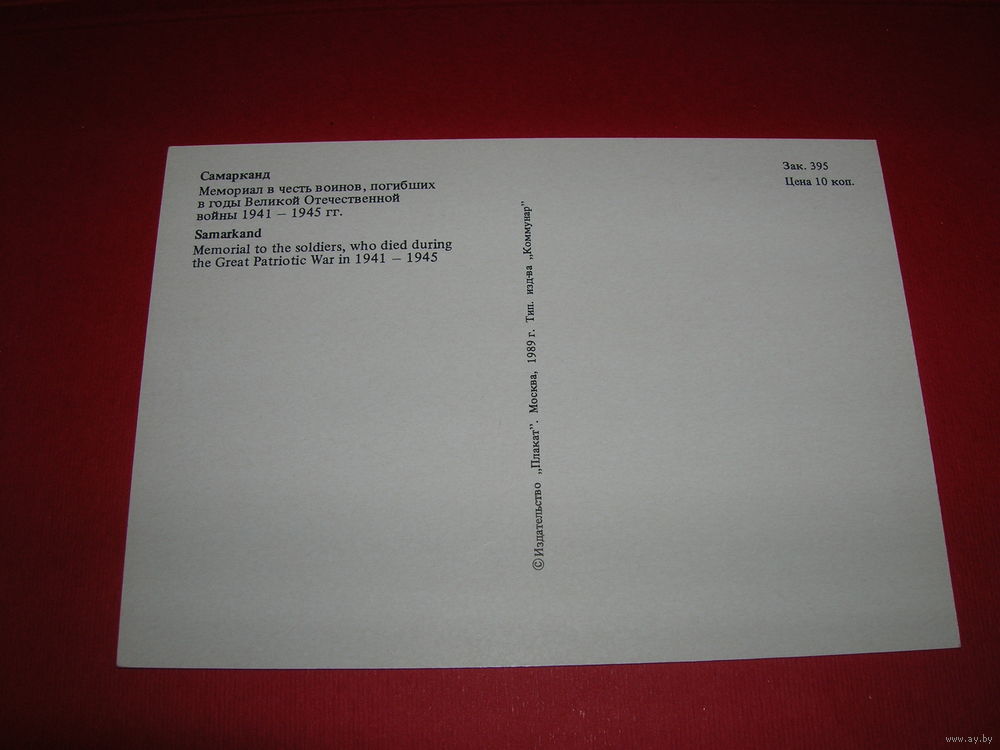 Самарканд
Мемориал в честь воинов, погибших
в годы Великой Отечественной
войны 1941 – 1945 гг.
Samarkand
Memorial to the soldiers, who died during
the Great Patriotic War in 1941 – 1945
© Издательство „Плакат”. Москва, 1989 г. Тип. изд-ва „Коммунар”
Зак. 395
Цена 10 коп.
www.ay.by